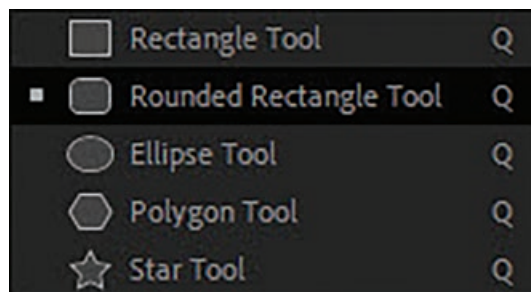 Rectangle Tool Q
Rounded Rectangle Tool Q
Ellipse Tool Q
Polygon Tool Q
Star Tool Q